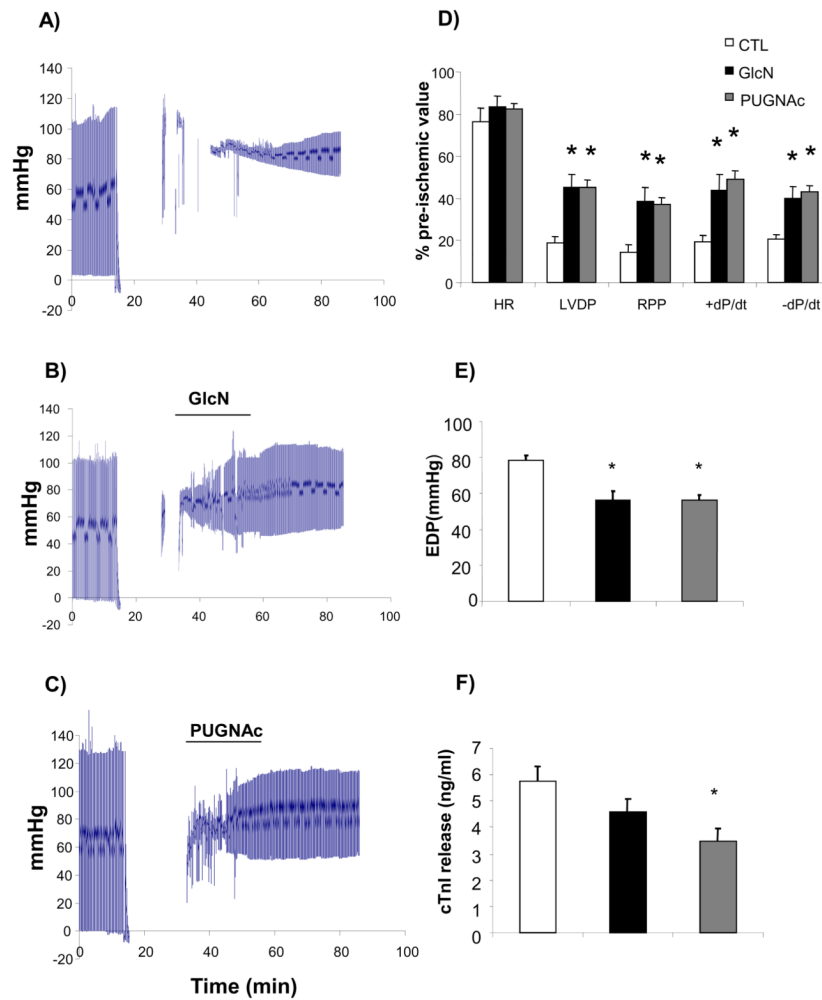 A)
mmHg
140
120
100
80
60
40
20
0
-20
0 20 40 60 80 100
B)
GlcN
mmHg
140
120
100
80
60
40
20
0
-20
0 20 40 60 80 100
C)
PUGNAc
mmHg
140
120
100
80
60
40
20
0
-20
0 20 40 60 80 100
Time (min)
D)
CTL
GlcN
PUGNAc
% pre-ischemic value
100
80
60
40
20
0
* * * * * * * *
HR LVDP RPP +dP/dt -dP/dt
E)
EDP(mmHg)
100
80
60
40
20
0
* *
F)
cTnI release (ng/ml)
7
6
5
4
3
2
1
0
*